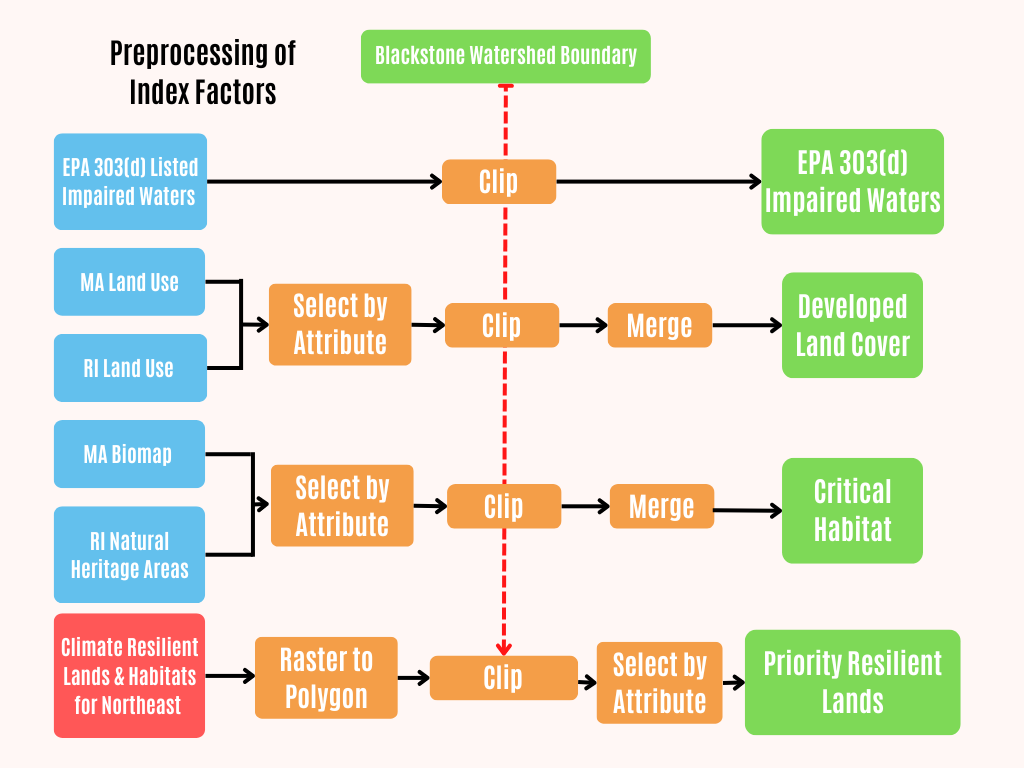 Preprocessing of
Index Factors
Blackstone Watershed Boundary
EPA 303(d) Listed
Impaired Waters
Clip
EPA 303(d)
Impaired Waters
MA Land Use
RI Land Use
Select by
Attribute
Clip
Merge
Developed
Land Cover
MA Biomap
RI Natural
Heritage Areas
Select by
Attribute
Clip
Merge
Critical
Habitat
Climate Resilient
Lands & Habitats
for Northeast
Raster to
Polygon
Clip
Select by
Attribute
Priority Resilient
Lands